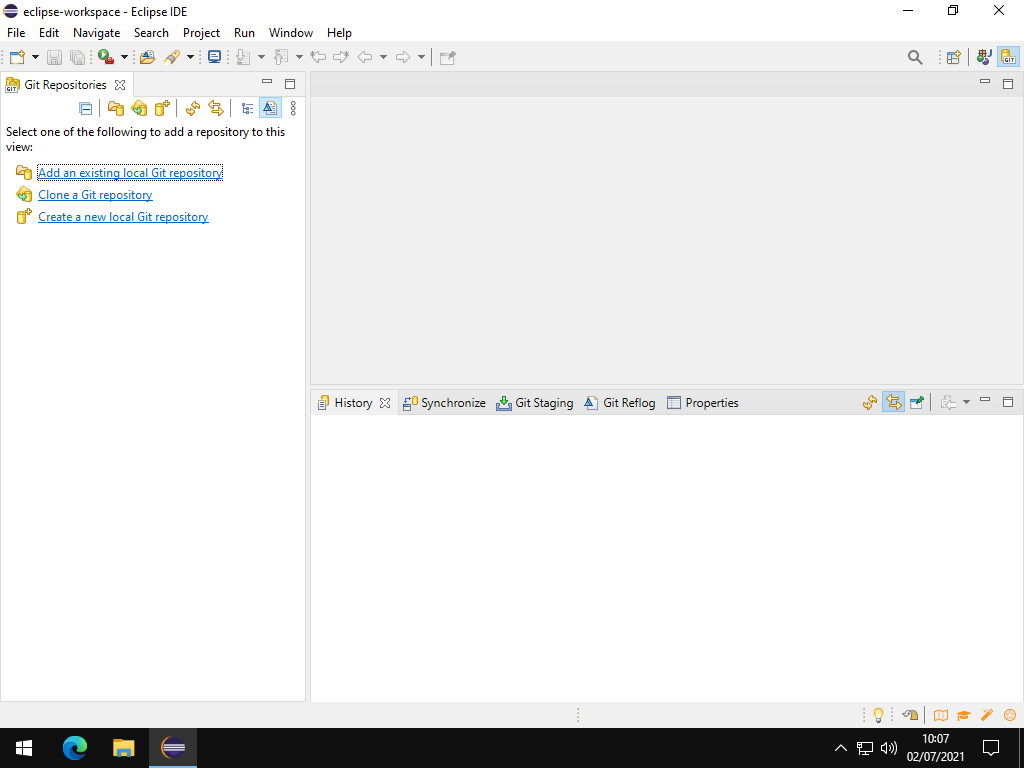 eclipse-workspace - Eclipse IDE
File Edit Navigate Search Project Run Window Help
GIT
Git Repositories
Select one of the following to add a repository to this
view:
Add an existing local Git repository
Clone a Git repository
Create a new local Git repository
History Synchronize Git Staging Git Reflog Properties
10:07
02/07/2021